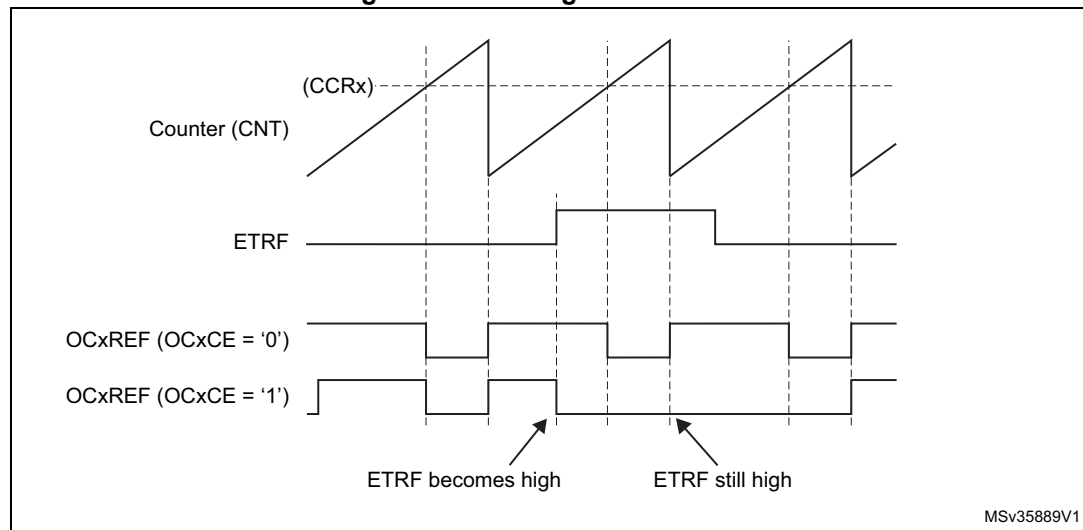 (CCRx)
Counter (CNT)
ETRF
OCxREF (OCxCE = ‘0’)
OCxREF (OCxCE = ‘1’)
ETRF becomes high
ETRF still high
MSv35889V1